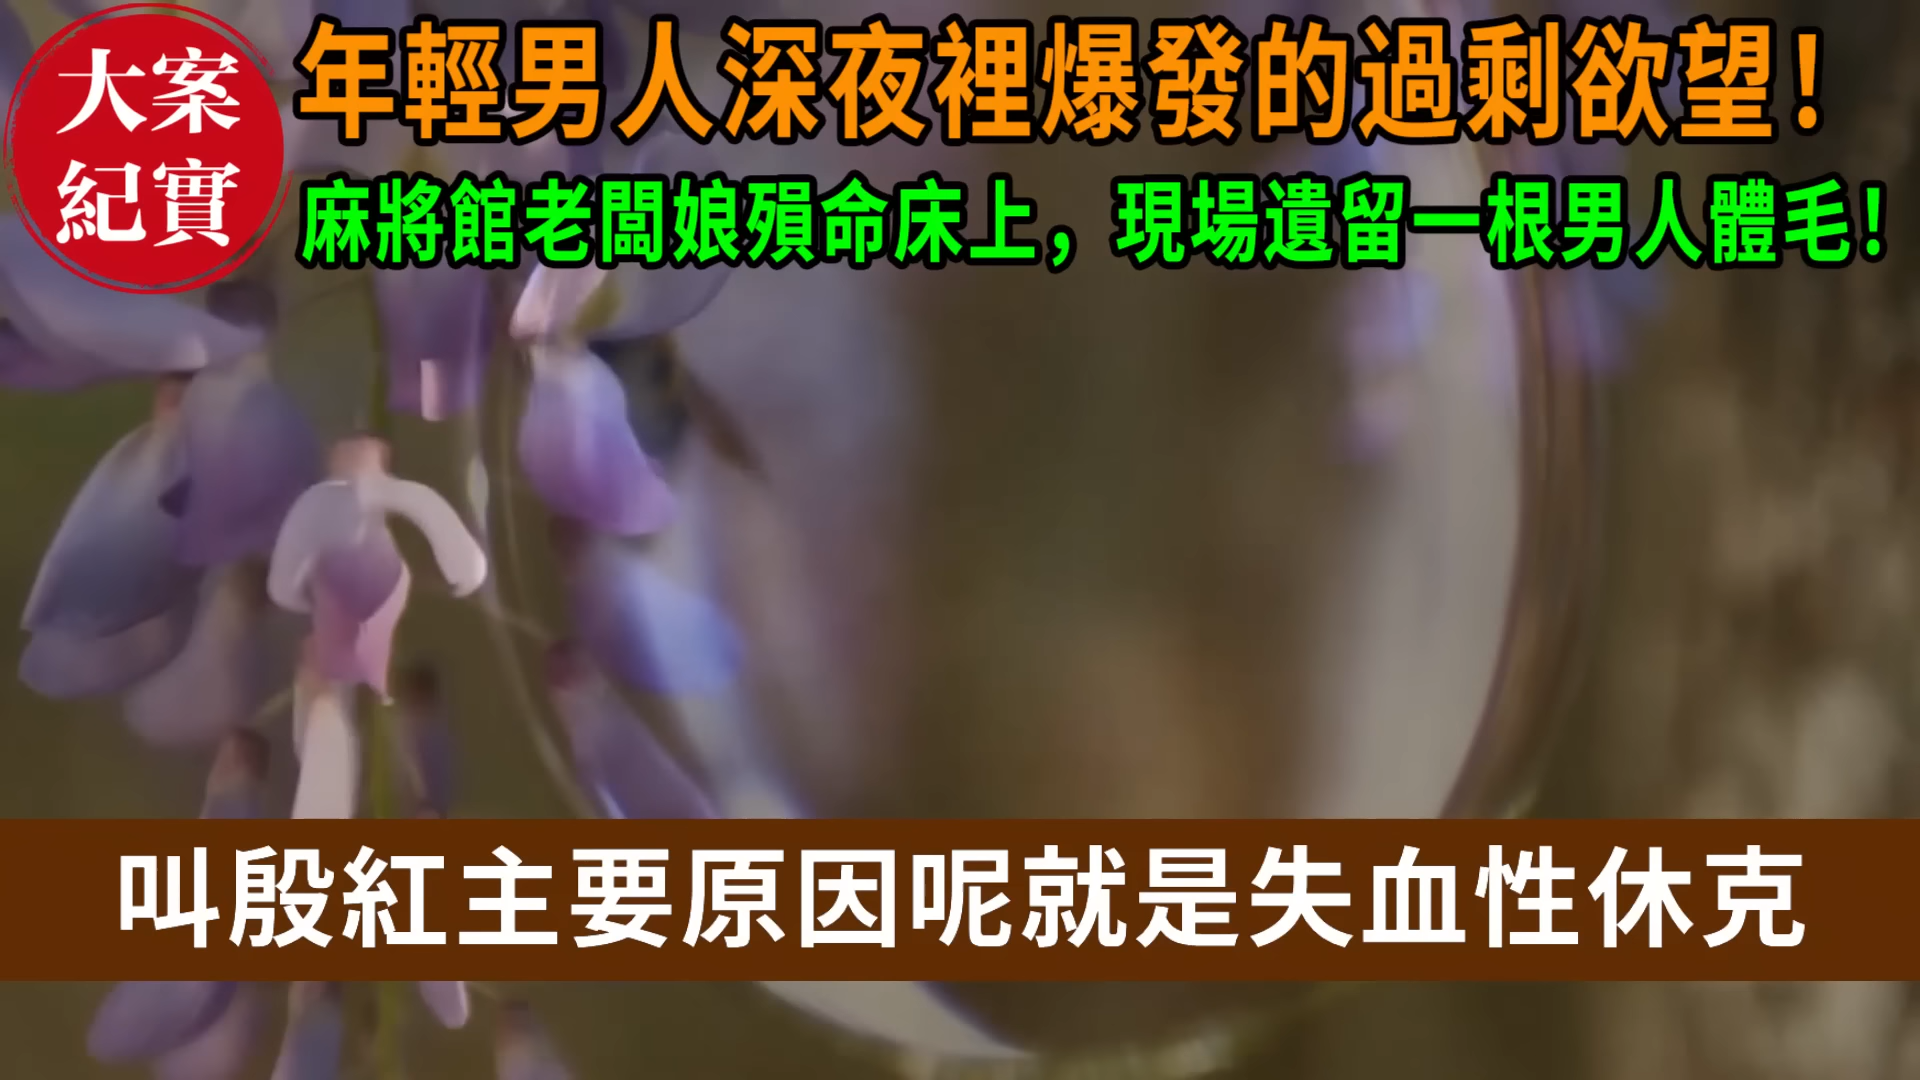 大案
紀實
年輕男人深夜裡爆發的過剩欲望！
麻將館老闆娘殞命床上，現場遺留一根男人體毛！
叫殷紅主要原因呢就是失血性休克